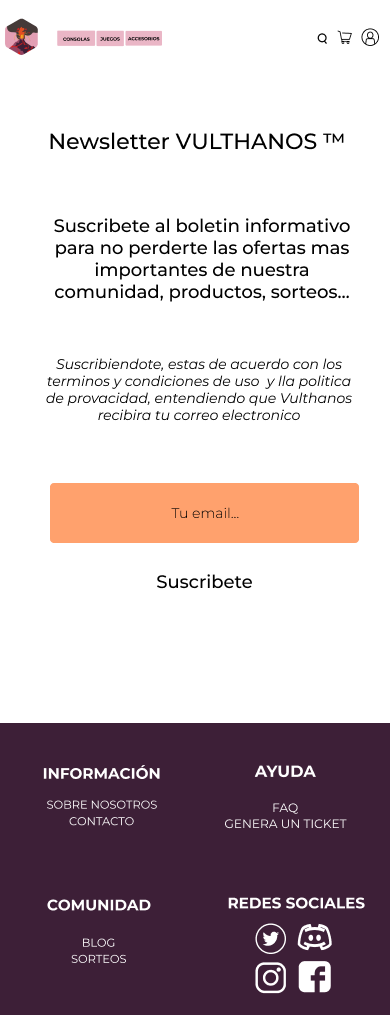 CONSOLAS JUEGOS ACCESORIOS
Newsletter VULTHANOS ™
Suscribete al boletin informativo
para no perderte las ofertas mas
importantes de nuestra
comunidad, productos, sorteos...
Suscribiendote, estas de acuerdo con los
terminos y condiciones de uso y lla politica
de provacidad, entendiendo que Vulthanos
recibira tu correo electronico
Tu email...
Suscribete
INFORMACIÓN
SOBRE NOSOTROS
CONTACTO
AYUDA
FAQ
GENERA UN TICKET
COMUNIDAD
BLOG
SORTEOS
REDES SOCIALES